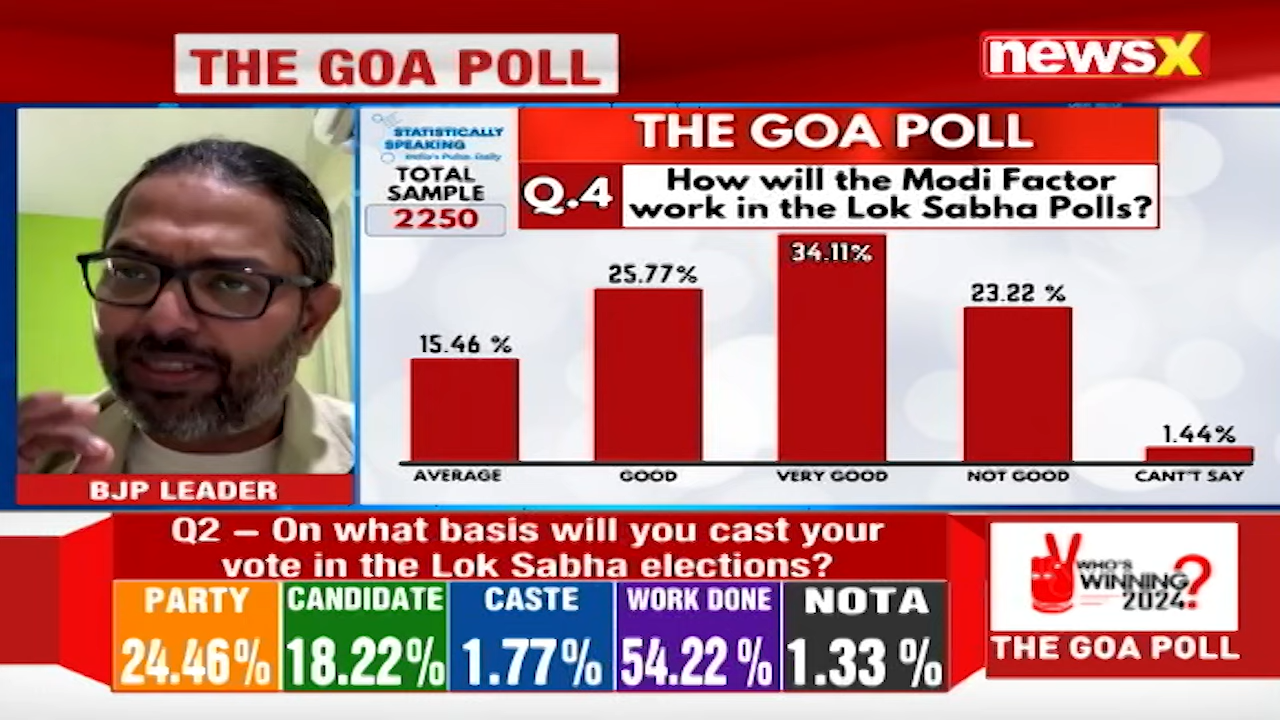 THE GOA POLL
newsX
STATISTICALLY
SPEAKING
India's Pulse, Daily
TOTAL
SAMPLE
2250
THE GOA POLL
Q.4
How will the Modi Factor
work in the Lok Sabha Polls?
15.46 %
25.77%
34.11%
23.22 %
1.44%
AVERAGE
GOOD
VERY GOOD
NOT GOOD
CANT'T SAY
BJP LEADER
Q2 – On what basis will you cast your
vote in the Lok Sabha elections?
PARTY
24.46%
CANDIDATE
18.22%
CASTE
1.77%
WORK DONE
54.22 %
NOTA
1.33 %
WHO'S
WINNING
2024?
THE GOA POLL